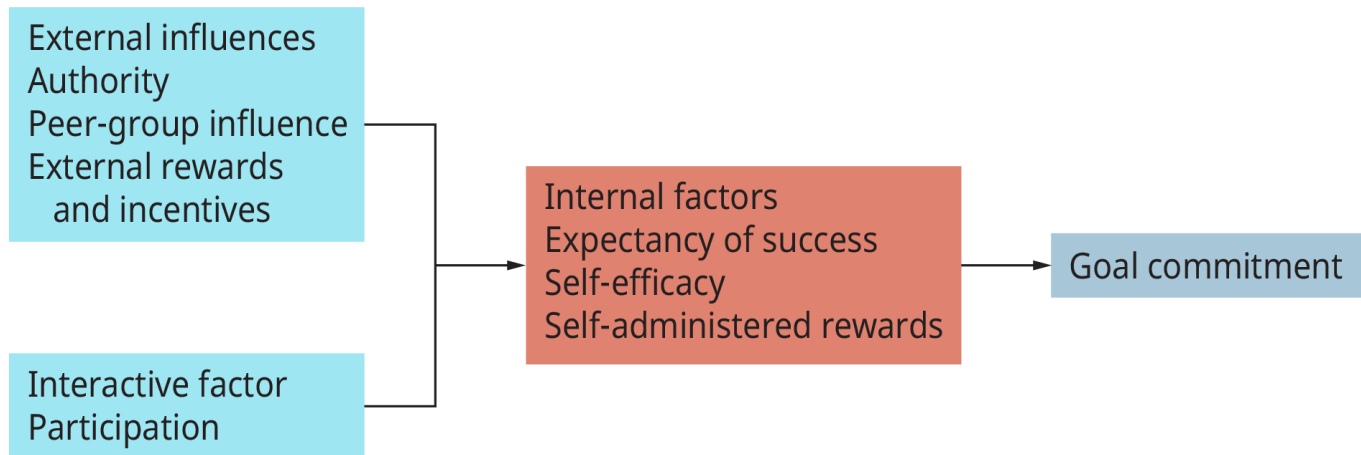 External influences
Authority
Peer-group influence
External rewards
and incentives
Interactive factor
Participation
Internal factors
Expectancy of success
Self-efficacy
Self-administered rewards
Goal commitment